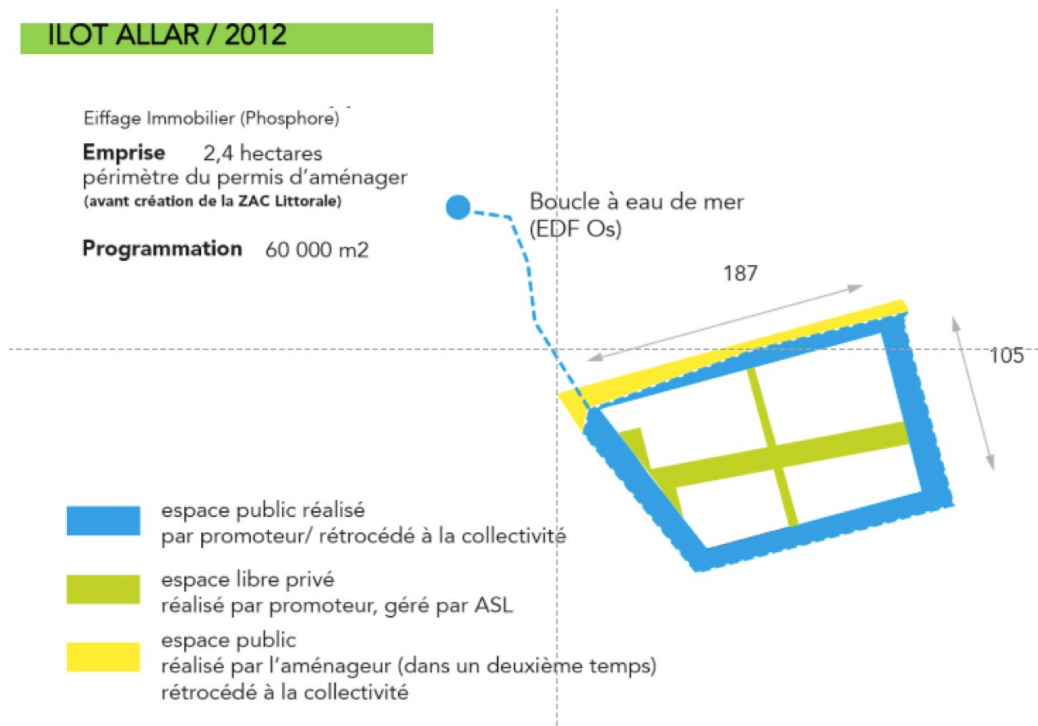 ILOT ALLAR / 2012
Eiffage Immobilier (Phosphore)
Emprise 2,4 hectares
périmètre du permis d'aménager
(avant création de la ZAC Littorale)
Programmation 60 000 m2
Boucle à eau de mer
(EDF Os)
187
105
espace public réalisé
par promoteur/ rétrocédé à la collectivité
espace libre privé
réalisé par promoteur, géré par ASL
espace public
réalisé par l'aménageur (dans un deuxième temps)
rétrocédé à la collectivité